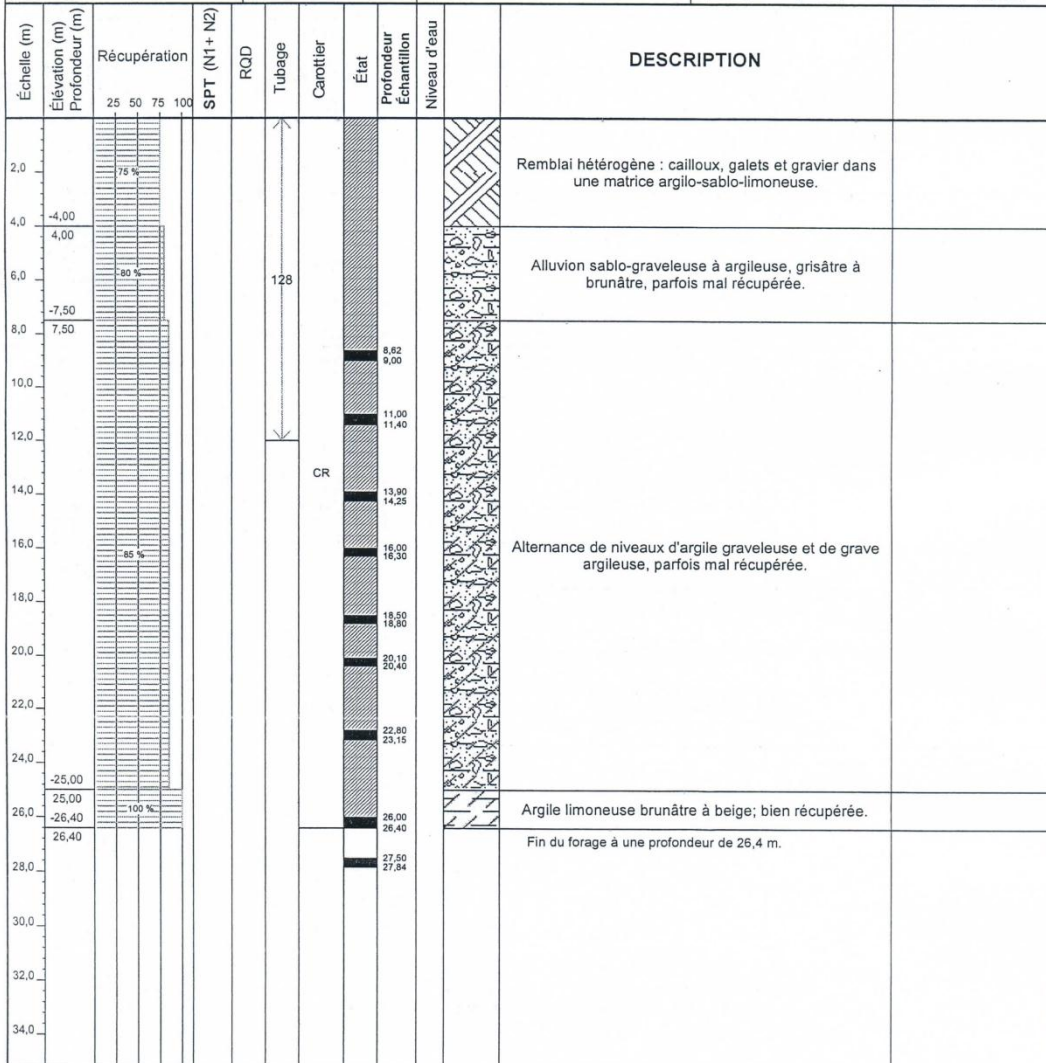 Échelle (m)
Élévation (m)
Profondeur (m)
Récupération
25 50 75 100
SPT (N1+ N2)
RQD
Tubage
Carottier
État
Profondeur
Échantillon
Niveau d'eau
DESCRIPTION
2,0
75 %
Remblai hétérogène : cailloux, galets et gravier dans
une matrice argilo-sablo-limoneuse.
-4,00
4,0
4,00
6,0
80 %
128
Alluvion sablo-graveleuse à argileuse, grisâtre à
brunâtre, parfois mal récupérée.
-7,50
8,0
7,50
8,62
9,00
10,0
11,00
11,40
12,0
CR
14,0
13,90
14,25
16,0
85 %
16,00
16,30
Alternance de niveaux d'argile graveleuse et de grave
argileuse, parfois mal récupérée.
18,0
18,50
18,80
20,0
20,10
20,40
22,0
22,80
23,15
24,0
-25,00
25,00
26,0
-26,40
100 %
26,00
26,40
Argile limoneuse brunâtre à beige; bien récupérée.
26,40
Fin du forage à une profondeur de 26,4 m.
27,50
27,84
28,0
30,0
32,0
34,0